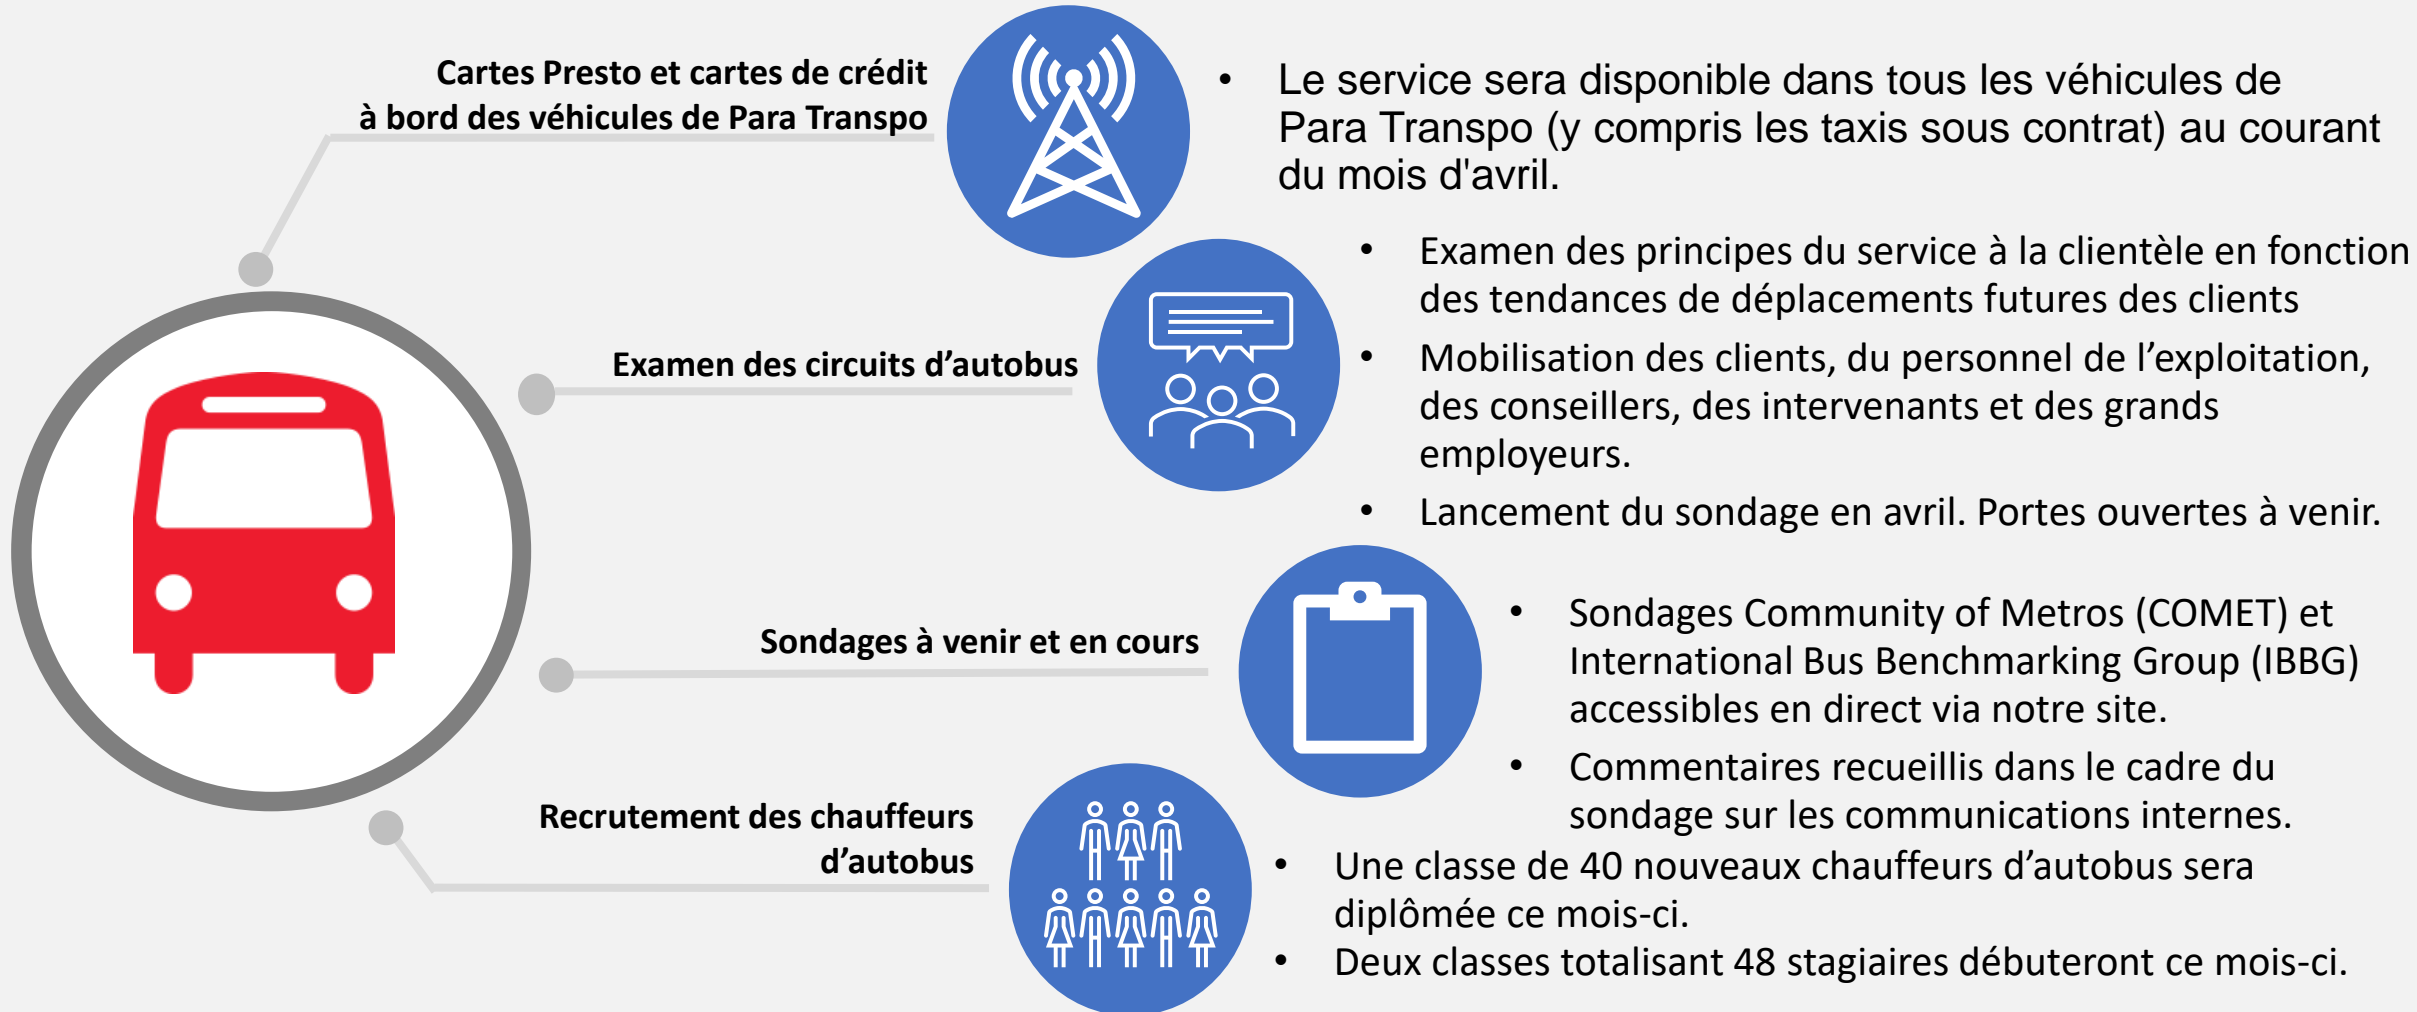 Cartes Presto et cartes de crédit
à bord des véhicules de Para Transpo
• Le service sera disponible dans tous les véhicules de
Para Transpo (y compris les taxis sous contrat) au courant
du mois d'avril.
Examen des circuits d’autobus
• Examen des principes du service à la clientèle en fonction
des tendances de déplacements futures des clients
• Mobilisation des clients, du personnel de l’exploitation,
des conseillers, des intervenants et des grands
employeurs.
• Lancement du sondage en avril. Portes ouvertes à venir.
Sondages à venir et en cours
• Sondages Community of Metros (COMET) et
International Bus Benchmarking Group (IBBG)
accessibles en direct via notre site.
• Commentaires recueillis dans le cadre du
sondage sur les communications internes.
Recrutement des chauffeurs
d’autobus
• Une classe de 40 nouveaux chauffeurs d’autobus sera
diplômée ce mois-ci.
• Deux classes totalisant 48 stagiaires débuteront ce mois-ci.